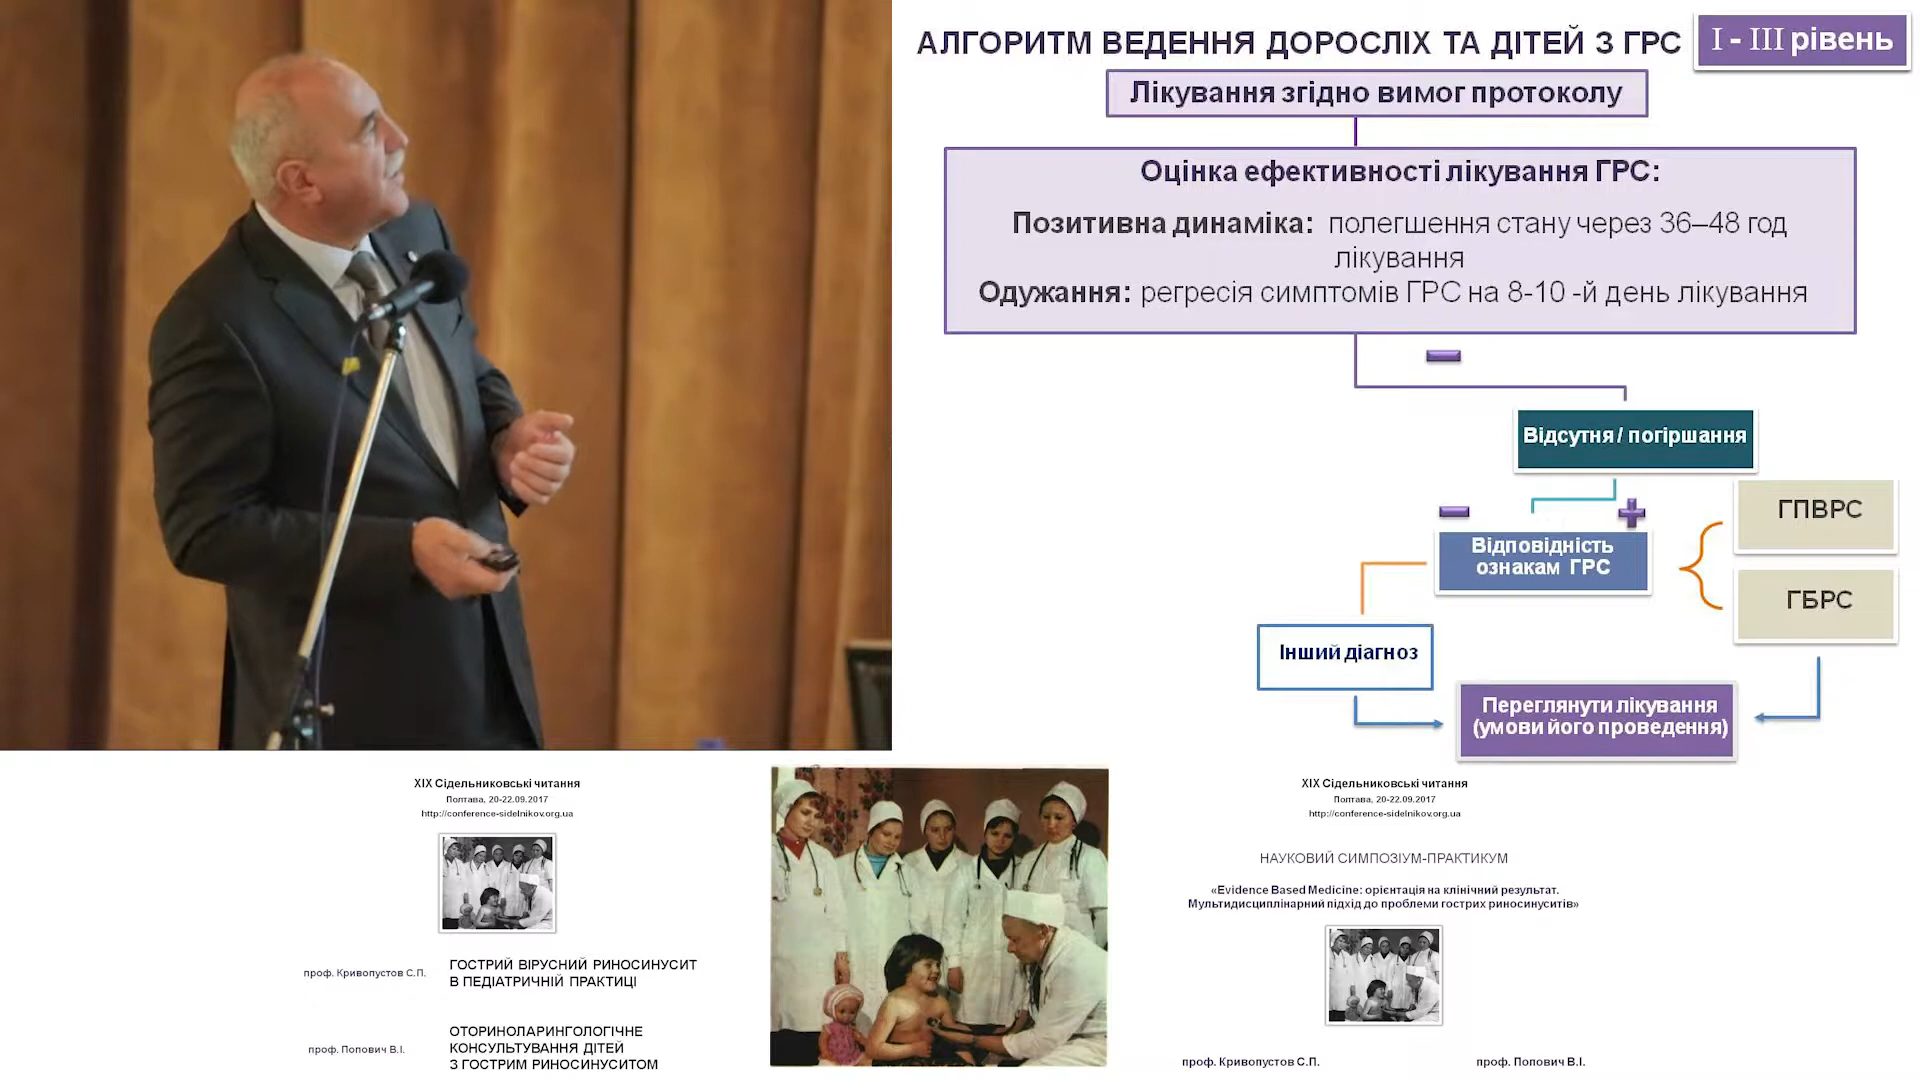 АЛГОРИТМ ВЕДЕННЯ ДОРОСЛІХ ТА ДІТЕЙ З ГРС
I - III рівень
Лікування згідно вимог протоколу
Оцінка ефективності лікування ГРС:
Позитивна динаміка: полегшення стану через 36–48 год
лікування
Одужання: регресія симптомів ГРС на 8-10 -й день лікування
Відсутня / погіршання
ГПВРС
Відповідність
ознакам ГРС
ГБРС
Інший діагноз
Переглянути лікування
(умови його проведення)
XIX Сідельниковські читання
Полтава, 20-22.09.2017
http://conference-sidelnikov.org.ua
проф. Кривопустов С.П.
ГОСТРИЙ ВІРУСНИЙ РИНОСИНУСИТ
В ПЕДІАТРИЧНІЙ ПРАКТИЦІ
проф. Попович В.І.
ОТОРИНОЛАРИНГОЛОГІЧНЕ
КОНСУЛЬТУВАННЯ ДІТЕЙ
З ГОСТРИМ РИНОСИНУСИТОМ
XIX Сідельниковські читання
Полтава, 20-22.09.2017
http://conference-sidelnikov.org.ua
НАУКОВИЙ СИМПОЗІУМ-ПРАКТИКУМ
«Evidence Based Medicine: орієнтація на клінічний результат.
Мультидисциплінарний підхід до проблеми гострих риносинуситів»
проф. Кривопустов С.П.
проф. Попович В.І.